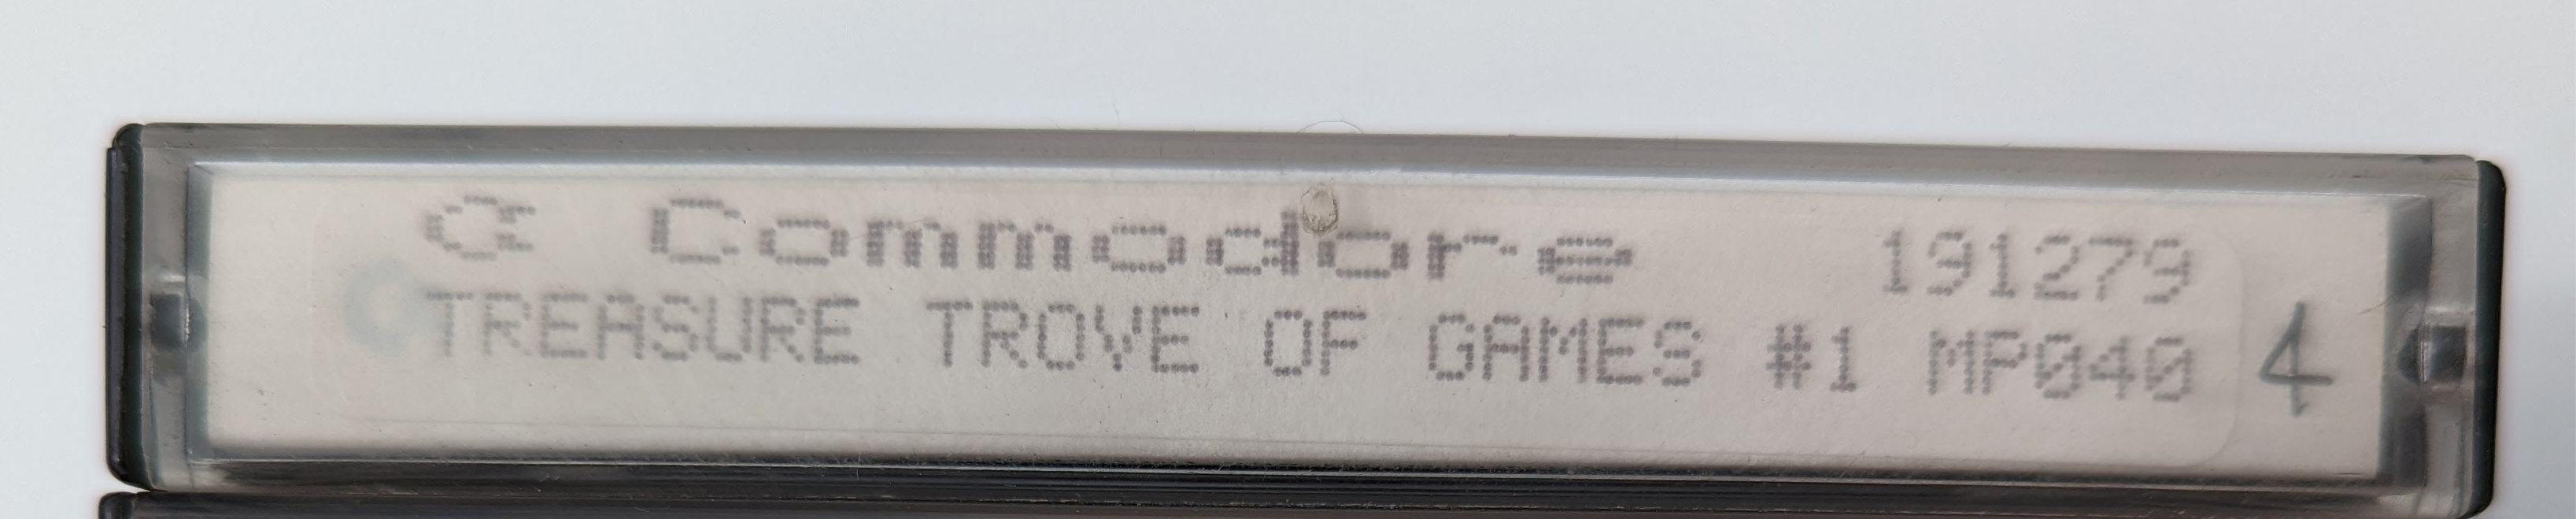 C= Commodore 191279
TREASURE TROVE OF GAMES #1 MP040
4